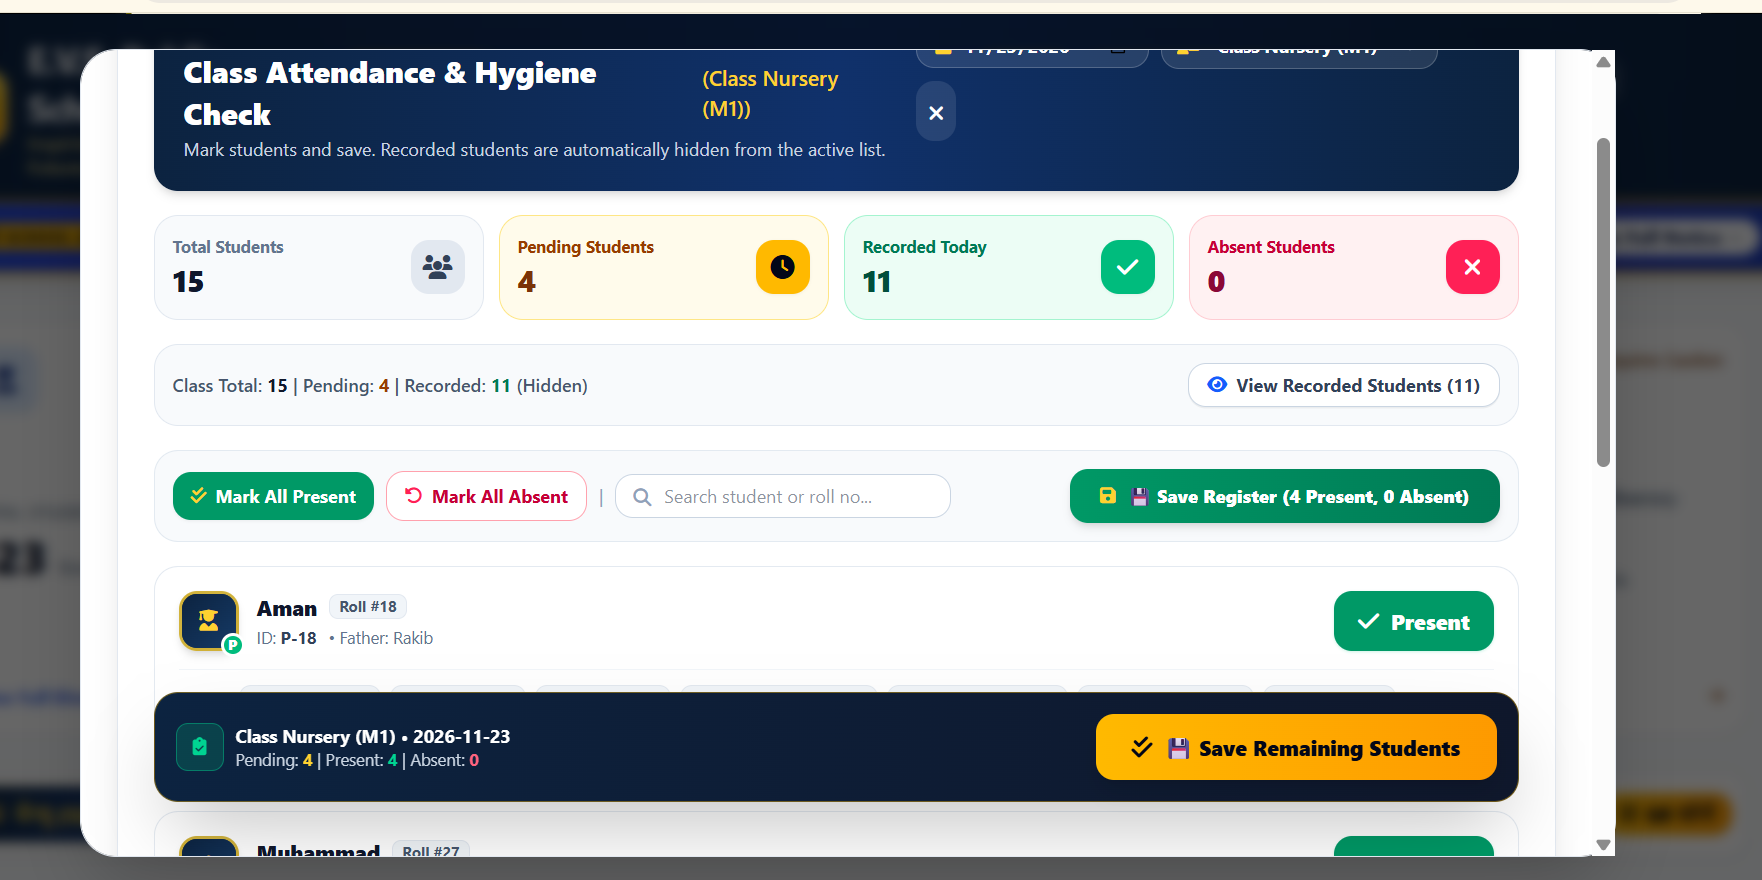 Class Attendance & Hygiene Check
(Class Nursery (M1))
Mark students and save. Recorded students are automatically hidden from the active list.
Total Students
15
Pending Students
4
Recorded Today
11
Absent Students
0
Class Total: 15 | Pending: 4 | Recorded: 11 (Hidden)
View Recorded Students (11)
Mark All Present
Mark All Absent
|
Search student or roll no...
💾 Save Register (4 Present, 0 Absent)
Aman
Roll #18
P
ID: P-18 • Father: Rakib
Present
Class Nursery (M1) • 2026-11-23
Pending: 4 | Present: 4 | Absent: 0
💾 Save Remaining Students
Muhammad
Roll #27